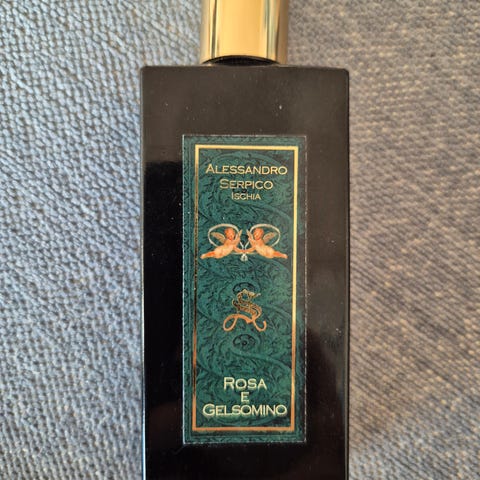 ALESSANDRO
SERPICO
ISCHIA
ROSA
E
GELSOMINO